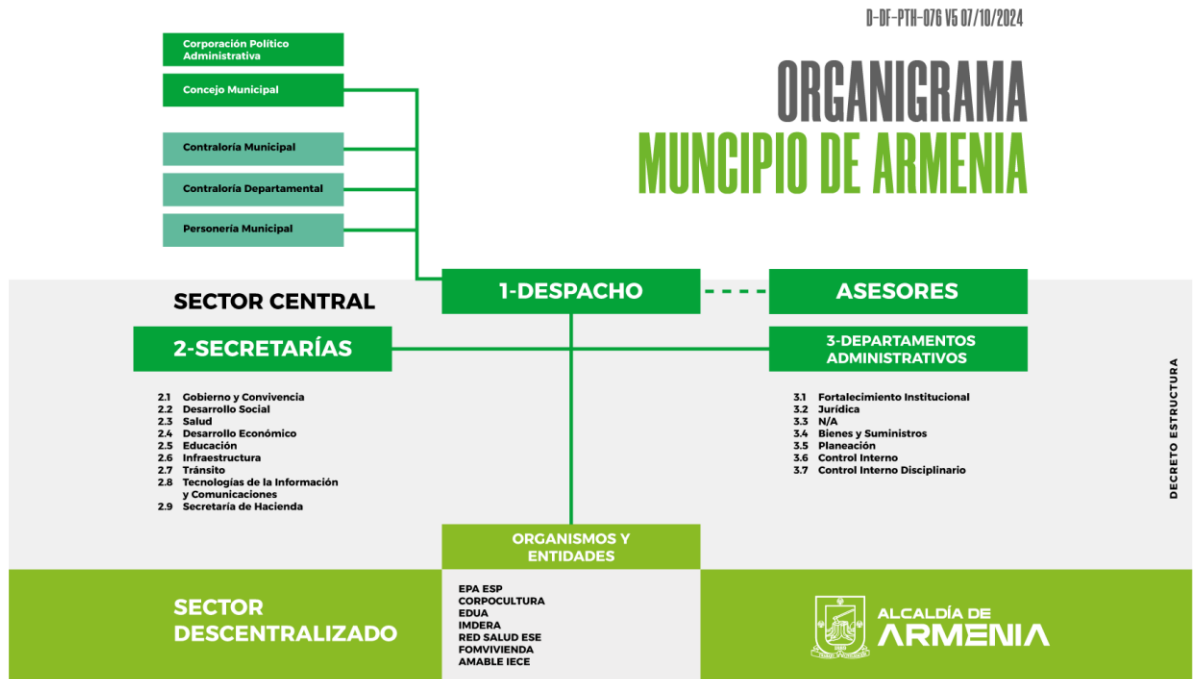 D-DF-PTH-076 V5 07/10/2024
ORGANIGRAMA
MUNCIPIO DE ARMENIA
Corporación Político
Administrativa
Concejo Municipal
Contraloría Municipal
Contraloría Departamental
Personería Municipal
SECTOR CENTRAL
1-DESPACHO
ASESORES
2-SECRETARÍAS
3-DEPARTAMENTOS
ADMINISTRATIVOS
2.1 Gobierno y Convivencia
2.2 Desarrollo Social
2.3 Salud
2.4 Desarrollo Económico
2.5 Educación
2.6 Infraestructura
2.7 Tránsito
2.8 Tecnologías de la Información
y Comunicaciones
2.9 Secretaría de Hacienda
3.1 Fortalecimiento Institucional
3.2 Jurídica
3.3 N/A
3.4 Bienes y Suministros
3.5 Planeación
3.6 Control Interno
3.7 Control Interno Disciplinario
DECRETO ESTRUCTURA
ORGANISMOS Y
ENTIDADES
SECTOR
DESCENTRALIZADO
EPA ESP
CORPOCULTURA
EDUA
IMDERA
RED SALUD ESE
FOMVIVIENDA
AMABLE IECE
ALCALDÍA DE
ARMENIA